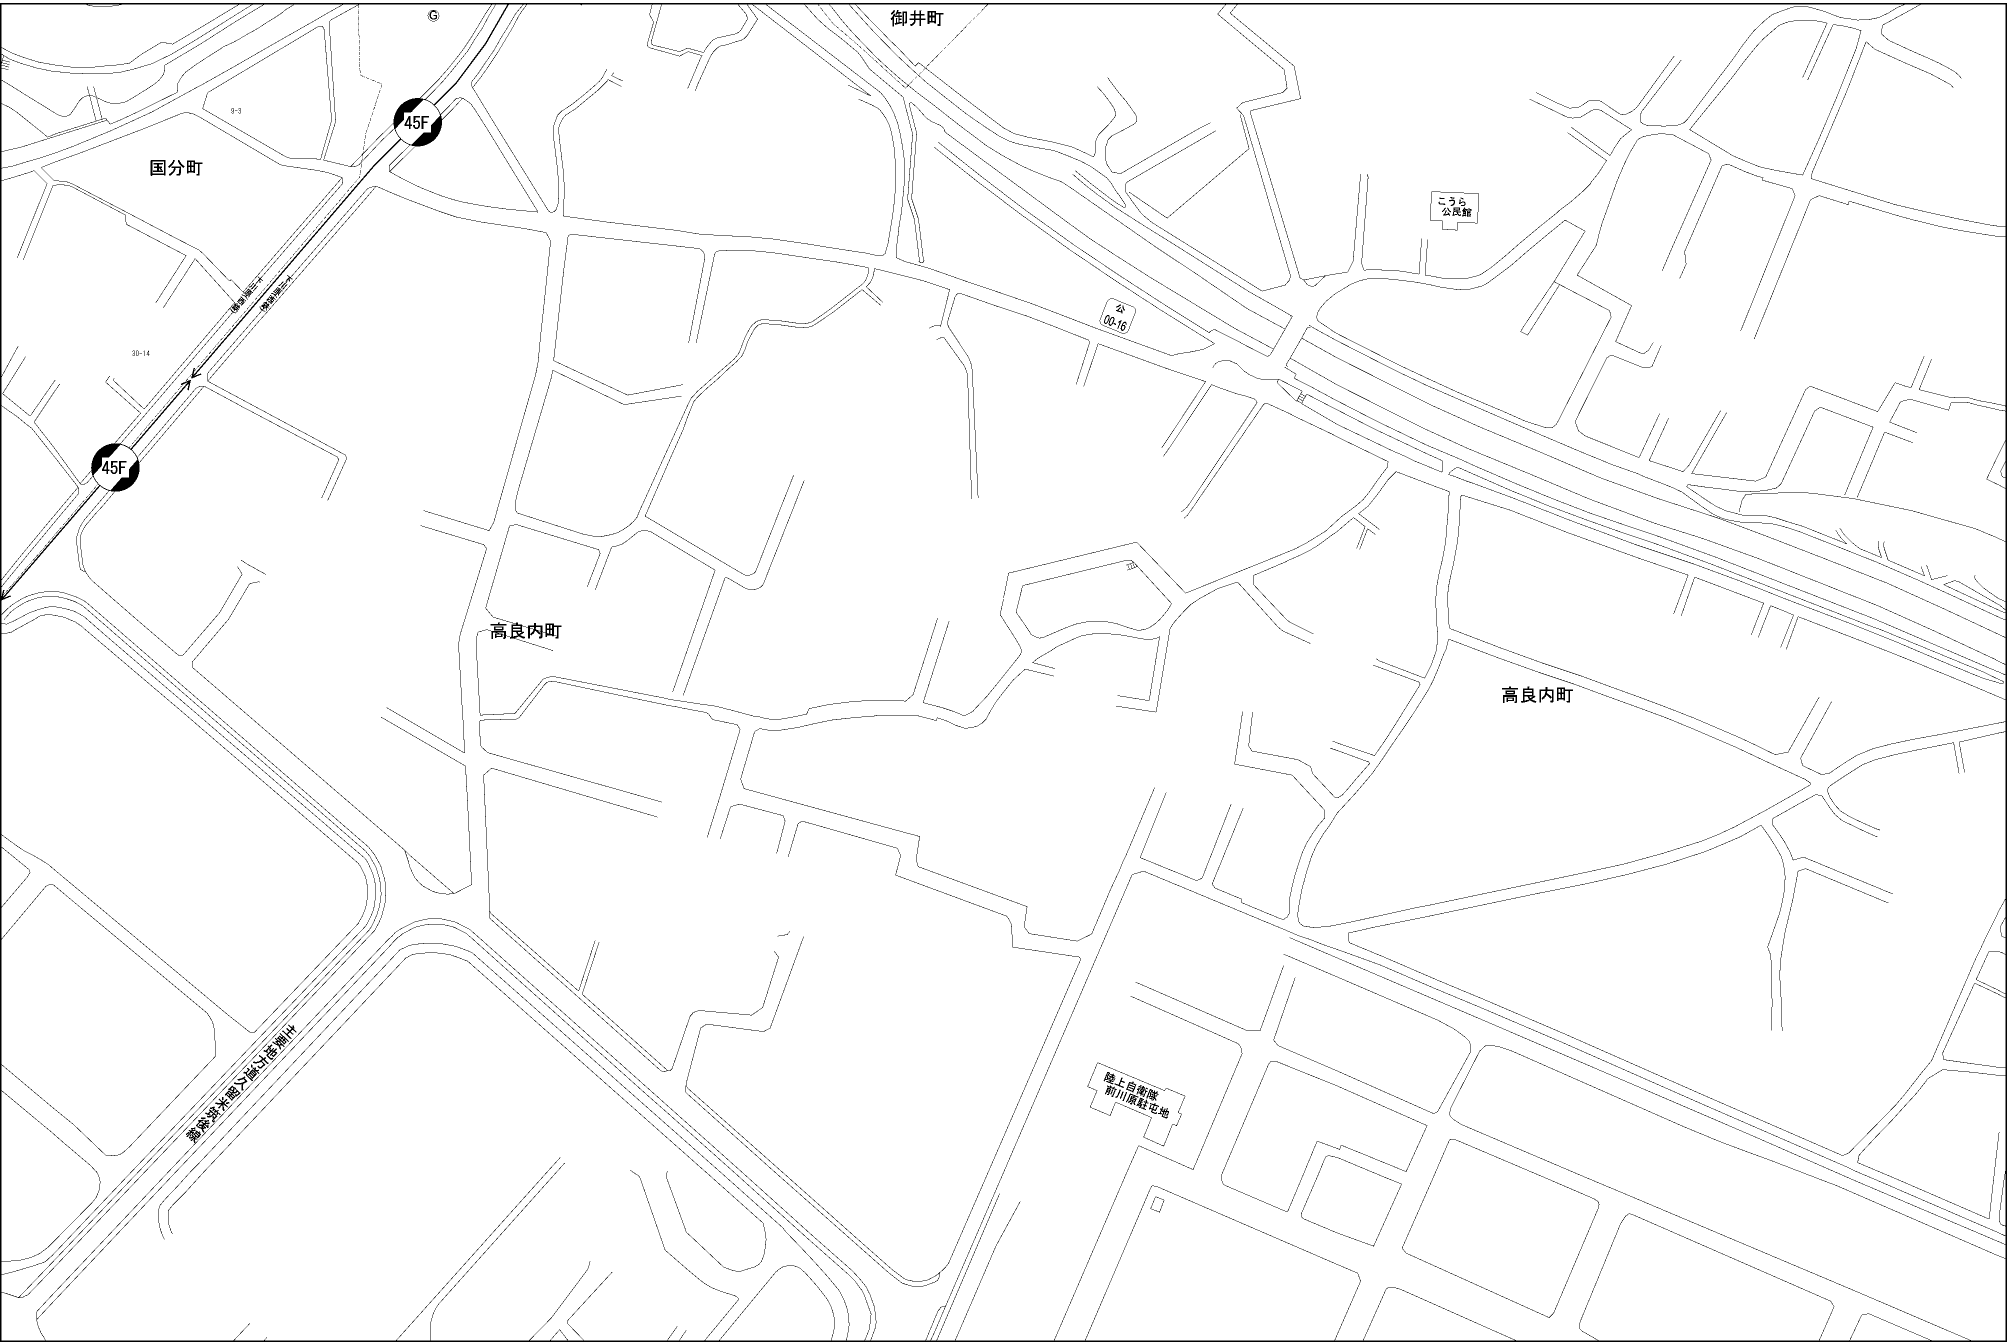 G
御井町
45F
9-3
国分町
こうら
公民館
公
00-16
30-14
45F
高良内町
高良内町
陸上自衛隊
前川原駐屯地
主要地方道久留米筑後線